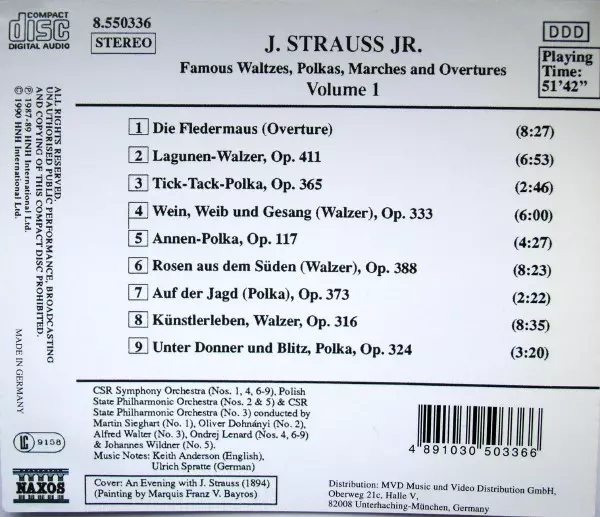 COMPACT
disc
DIGITAL AUDIO
8.550336
STEREO
J. STRAUSS JR.
Famous Waltzes, Polkas, Marches and Overtures
Volume 1
DDD
Playing
Time:
51'42"
1 Die Fledermaus (Overture) (8:27)
2 Lagunen-Walzer, Op. 411 (6:53)
3 Tick-Tack-Polka, Op. 365 (2:46)
4 Wein, Weib und Gesang (Walzer), Op. 333 (6:00)
5 Annen-Polka, Op. 117 (4:27)
6 Rosen aus dem Süden (Walzer), Op. 388 (8:23)
7 Auf der Jagd (Polka), Op. 373 (2:22)
8 Künstlerleben, Walzer, Op. 316 (8:35)
9 Unter Donner und Blitz, Polka, Op. 324 (3:20)
ALL RIGHTS RESERVED.
UNAUTHORISED PUBLIC PERFORMANCE, BROADCASTING
AND COPYING OF THIS COMPACT DISC PROHIBITED.
℗ 1987-89 HNH International Ltd.
© 1990 HNH International Ltd.
MADE IN GERMANY
LC 9158
NAXOS
CSR Symphony Orchestra (Nos. 1, 4, 6-9), Polish
State Philharmonic Orchestra (Nos. 2 & 5) & CSR
State Philharmonic Orchestra (No. 3) conducted by
Martin Sieghart (No. 1), Oliver Dohnányi (No. 2),
Alfred Walter (No. 3), Ondrej Lenard (Nos. 4, 6-9)
& Johannes Wildner (No. 5).
Music Notes: Keith Anderson (English),
Ulrich Spratte (German)
Cover: An Evening with J. Strauss (1894)
(Painting by Marquis Franz V. Bayros)
4 891030 503366
Distribution: MVD Music und Video Distribution GmbH,
Oberweg 21c, Halle V,
82008 Unterhaching-München, Germany